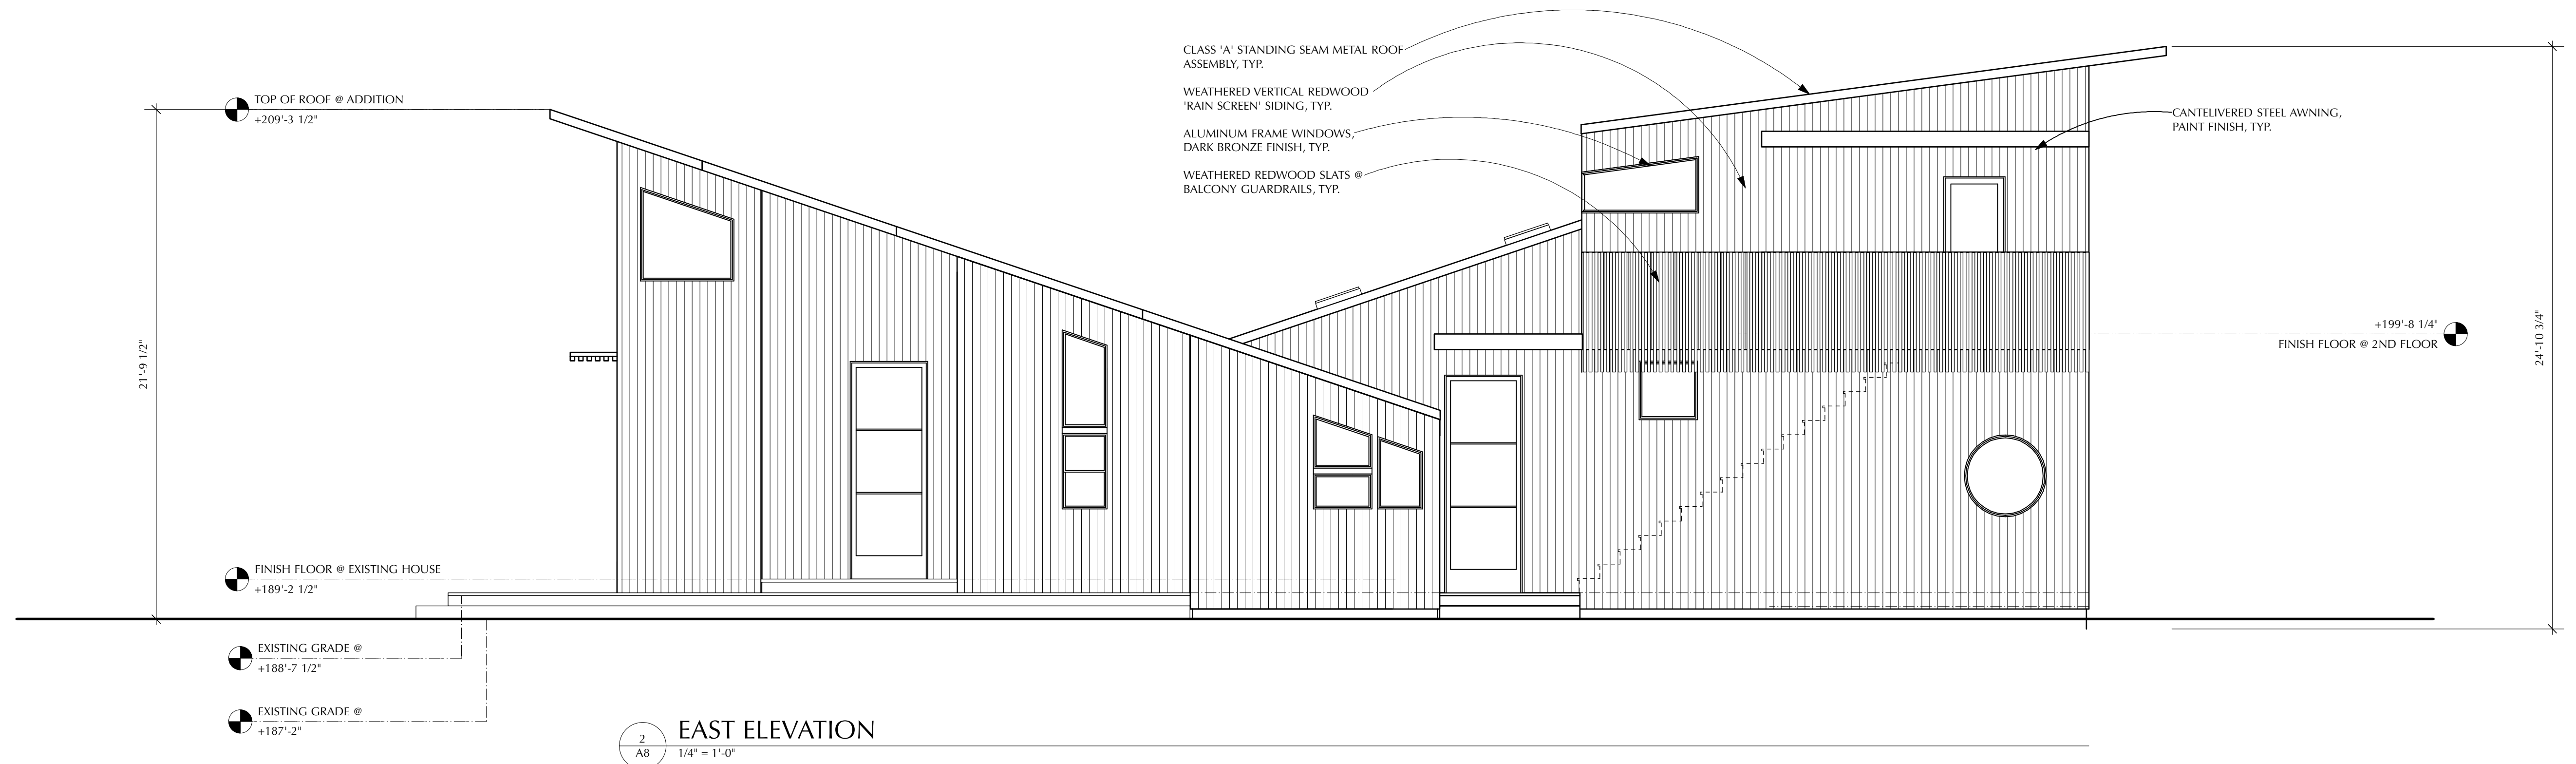 CLASS 'A' STANDING SEAM METAL ROOF
ASSEMBLY, TYP.
WEATHERED VERTICAL REDWOOD
'RAIN SCREEN' SIDING, TYP.
ALUMINUM FRAME WINDOWS,
DARK BRONZE FINISH, TYP.
WEATHERED REDWOOD SLATS @
BALCONY GUARDRAILS, TYP.
CANTELIVERED STEEL AWNING,
PAINT FINISH, TYP.
TOP OF ROOF @ ADDITION
+209'-3 1/2"
21'-9 1/2"
+199'-8 1/4"
FINISH FLOOR @ 2ND FLOOR
24'-10 3/4"
FINISH FLOOR @ EXISTING HOUSE
+189'-2 1/2"
EXISTING GRADE @
+188'-7 1/2"
EXISTING GRADE @
+187'-2"
2
A8
EAST ELEVATION
1/4" = 1'-0"